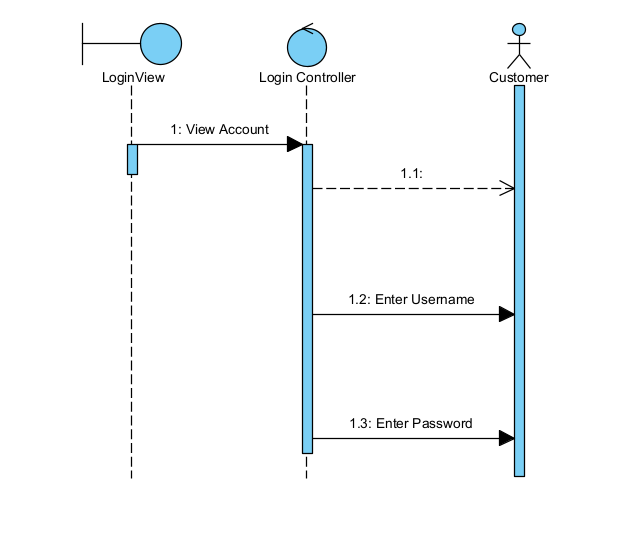 LoginView
Login Controller
Customer
1: View Account
1.1:
1.2: Enter Username
1.3: Enter Password